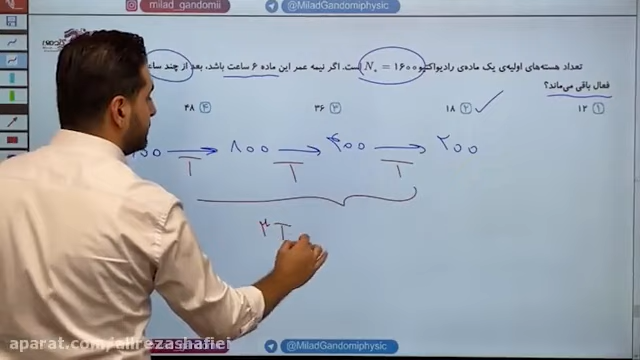 milad_gandomii @MiladGandomiphysic
تعداد هسته‌های اولیه‌ی یک ماده‌ی رادیواکتیو N₀ = ۱۶۰۰ است. اگر نیمه عمر این ماده ۶ ساعت باشد، بعد از چند
فعال باقی می‌ماند؟
۱ ۱۲ ۲ ۱۸ ۳ ۳۶ ۴ ۴۸
۸۰۰ → ۴۰۰ → ۲۰۰
T T T
۳T
@MiladGandomiphysic
aparat.com/alirezashafiei